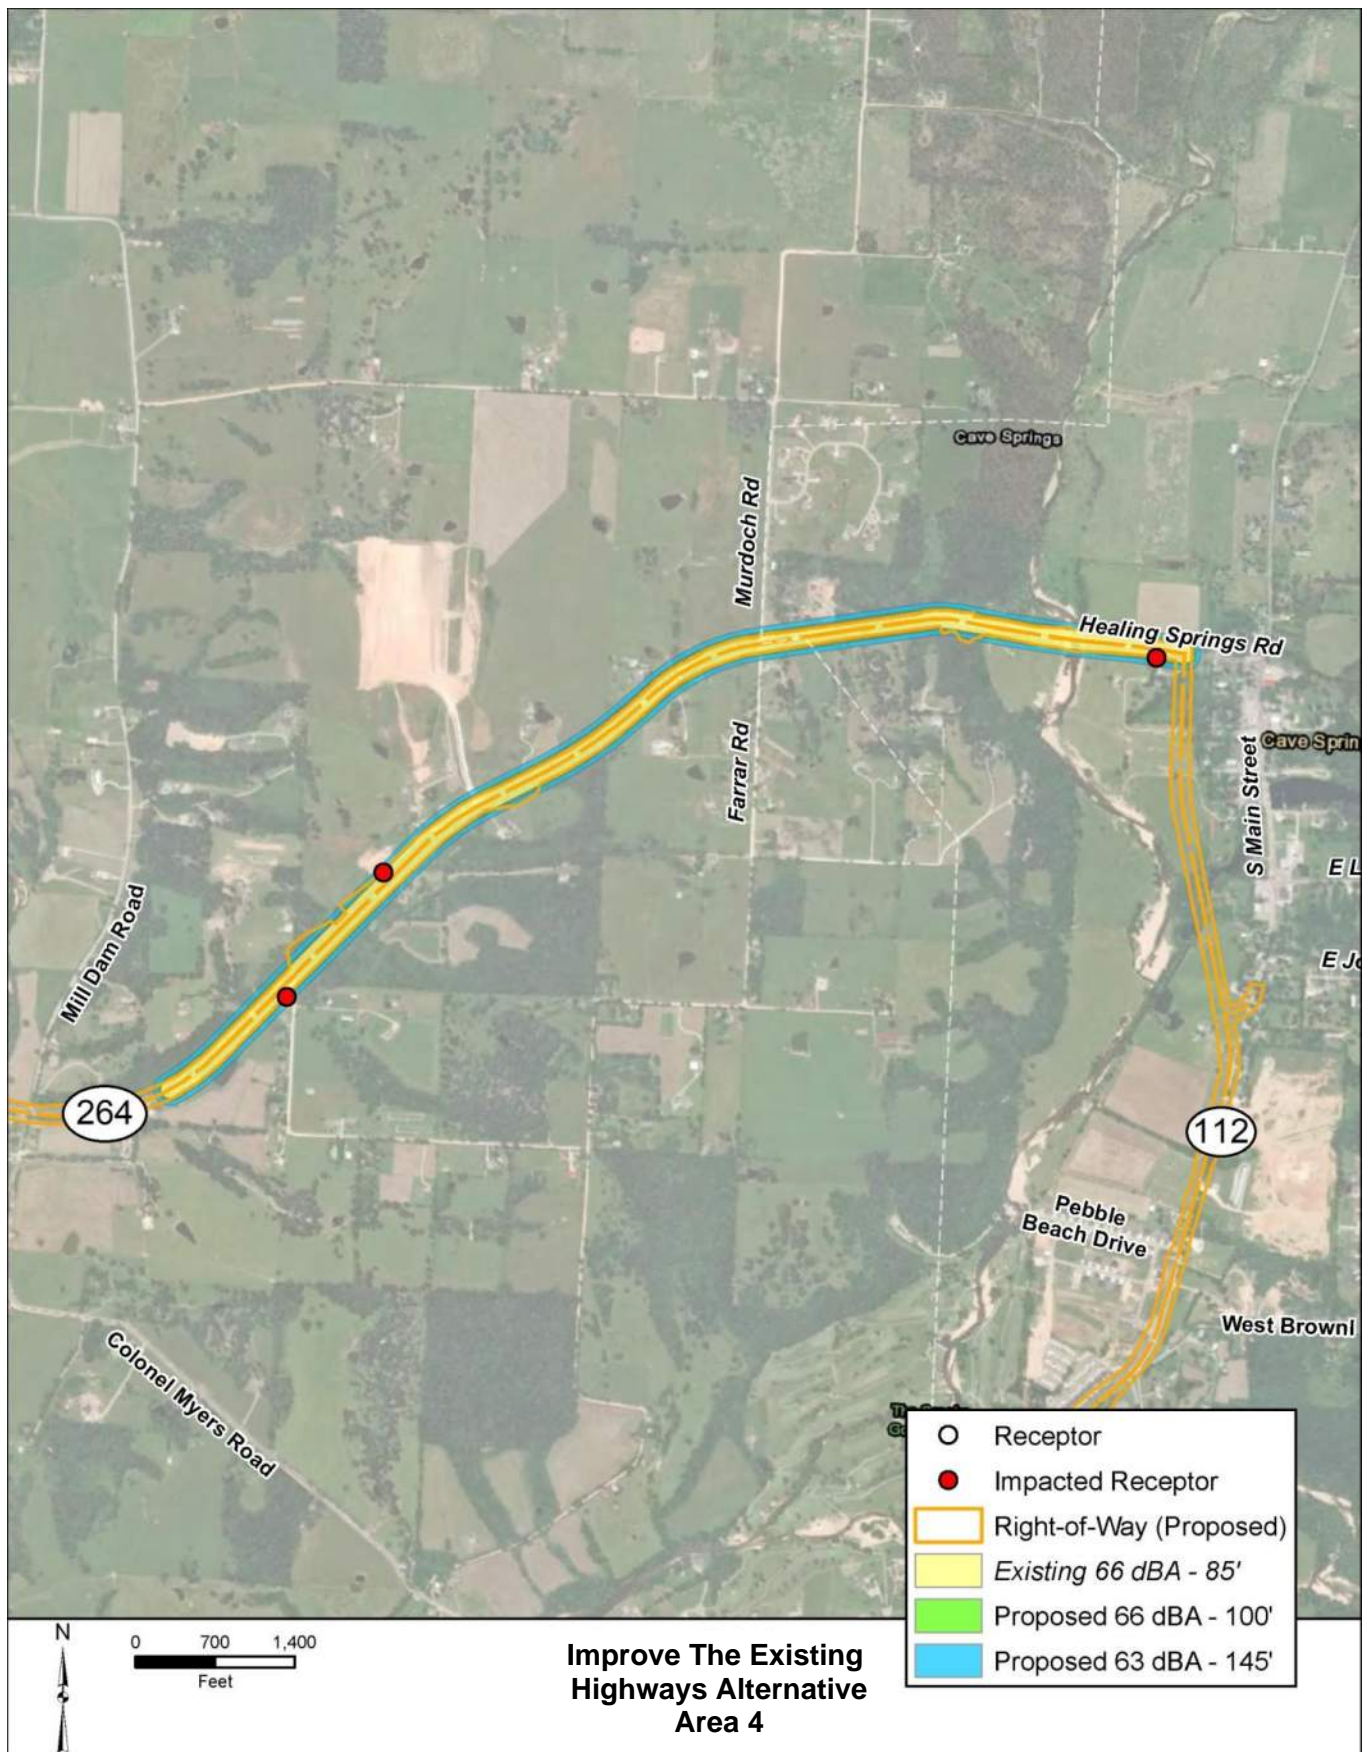 Cave Springs
Murdoch Rd
Healing Springs Rd
Farrar Rd
S Main Street
Cave Sprin
E L
Mill Dam Road
264
112
Pebble
Beach Drive
West Brownl
Colonel Myers Road
Receptor
Impacted Receptor
Right-of-Way (Proposed)
Existing 66 dBA - 85'
Proposed 66 dBA - 100'
Proposed 63 dBA - 145'
N
0 700 1,400
Feet
Improve The Existing
Highways Alternative
Area 4